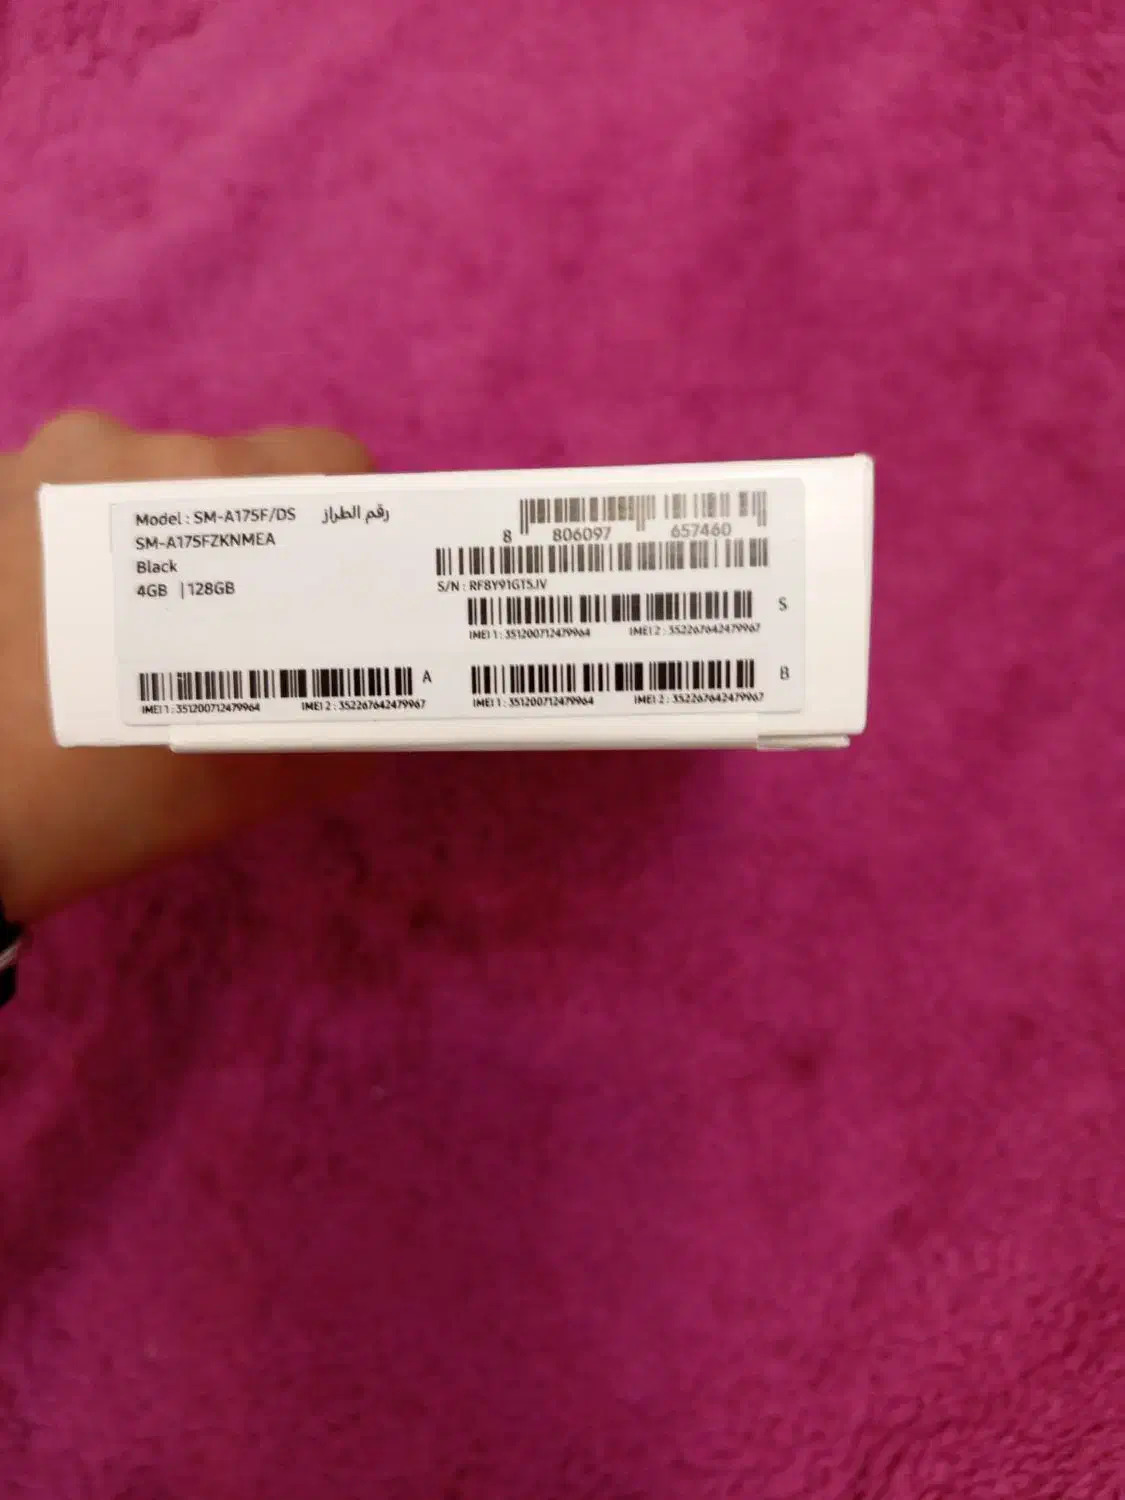 Model : SM-A175F/DS رقم الطراز
SM-A175FZKNMEA
Black
4GB | 128GB
8 806097 657460
S/N : RF8Y91GT5JV
S
IMEI 1 : 351200712479964 IMEI 2 : 352267642479967
A
IMEI 1 : 351200712479964 IMEI 2 : 352267642479967
B
IMEI 1 : 351200712479964 IMEI 2 : 352267642479967